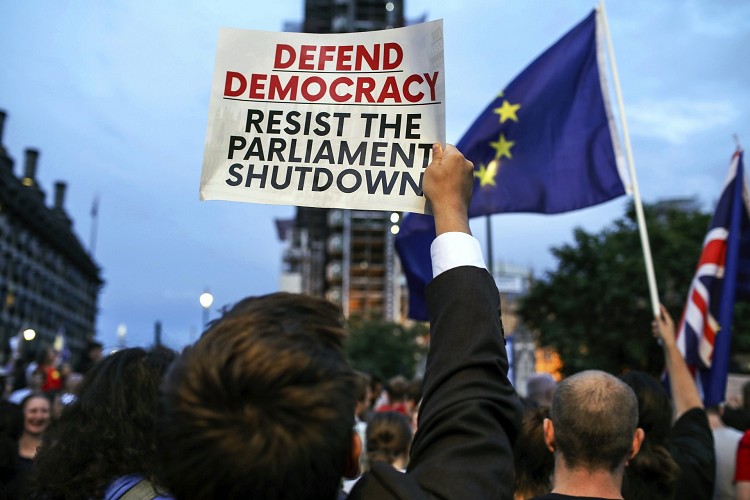 DEFEND
DEMOCRACY
RESIST THE
PARLIAMENT
SHUTDOWN